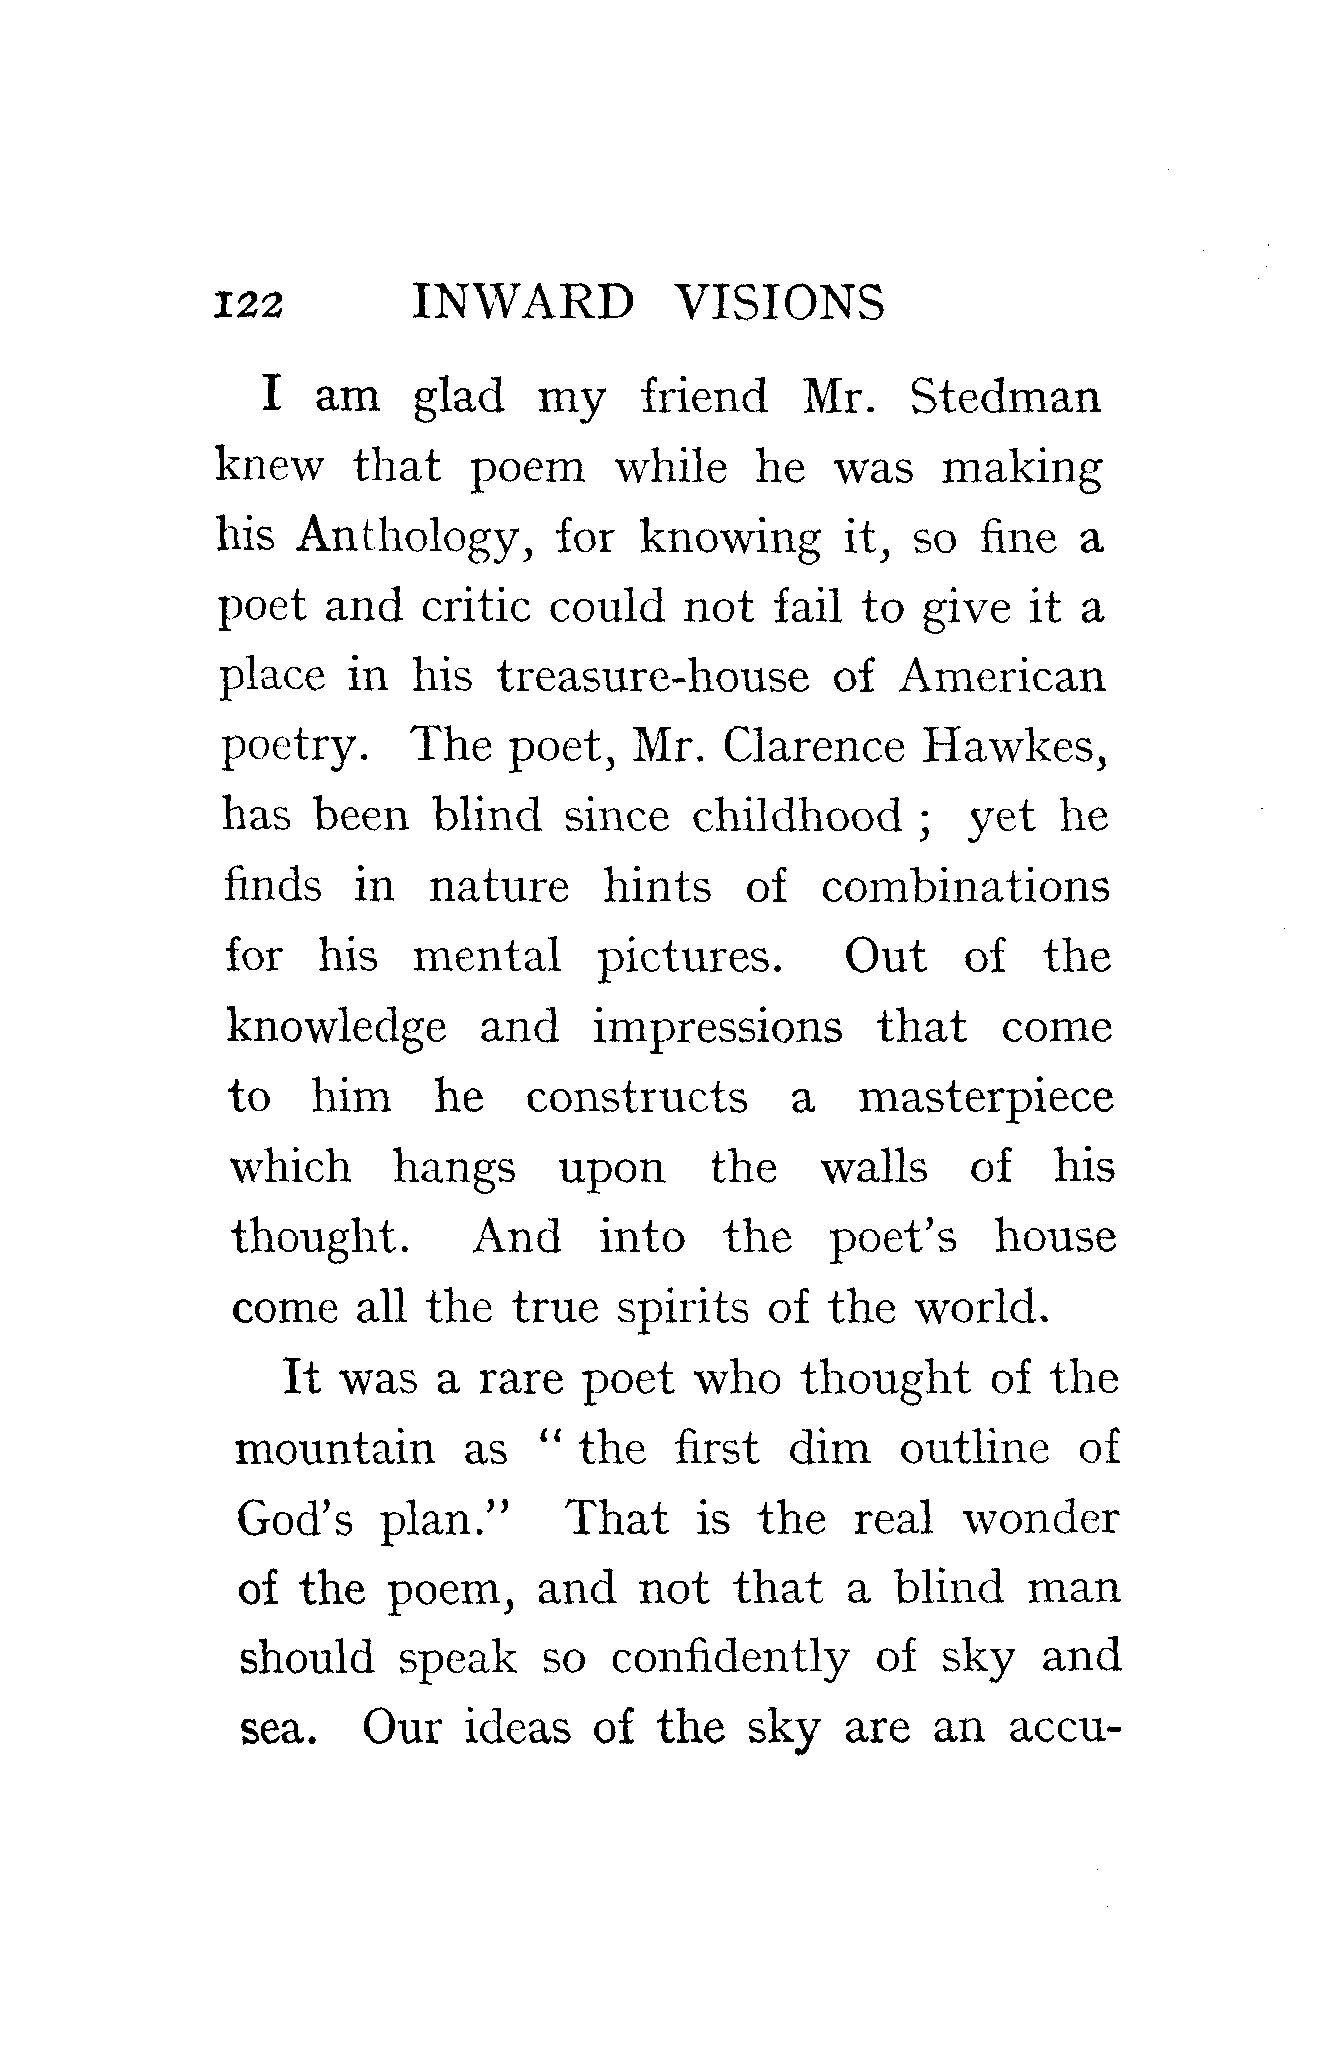 122 INWARD VISIONS
I am glad my friend Mr. Stedman
knew that poem while he was making
his Anthology, for knowing it, so fine a
poet and critic could not fail to give it a
place in his treasure-house of American
poetry. The poet, Mr. Clarence Hawkes,
has been blind since childhood ; yet he
finds in nature hints of combinations
for his mental pictures. Out of the
knowledge and impressions that come
to him he constructs a masterpiece
which hangs upon the walls of his
thought. And into the poet's house
come all the true spirits of the world.
It was a rare poet who thought of the
mountain as “ the first dim outline of
God's plan.” That is the real wonder
of the poem, and not that a blind man
should speak so confidently of sky and
sea. Our ideas of the sky are an accu-